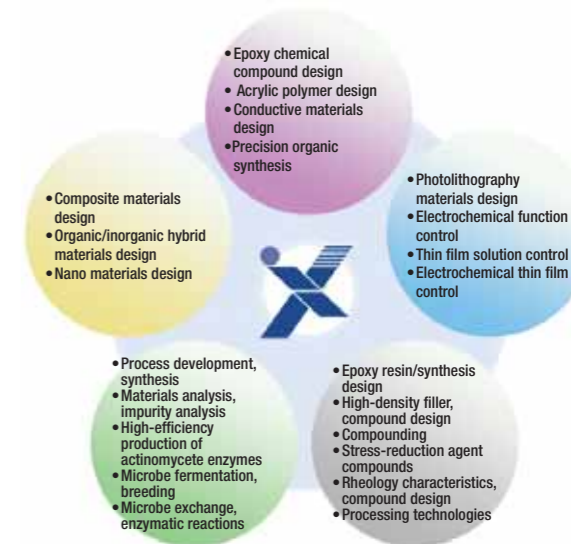 •Epoxy chemical
compound design
• Acrylic polymer design
•Conductive materials
design
•Precision organic
synthesis
•Composite materials
design
•Organic/inorganic hybrid
materials design
•Nano materials design
•Photolithography
materials design
•Electrochemical function
control
•Thin film solution control
•Electrochemical thin film
control
•Process development,
synthesis
•Materials analysis,
impurity analysis
•High-efficiency
production of
actinomycete enzymes
•Microbe fermentation,
breeding
•Microbe exchange,
enzymatic reactions
•Epoxy resin/synthesis
design
•High-density filler,
compound design
•Compounding
•Stress-reduction agent
compounds
•Rheology characteristics,
compound design
•Processing technologies